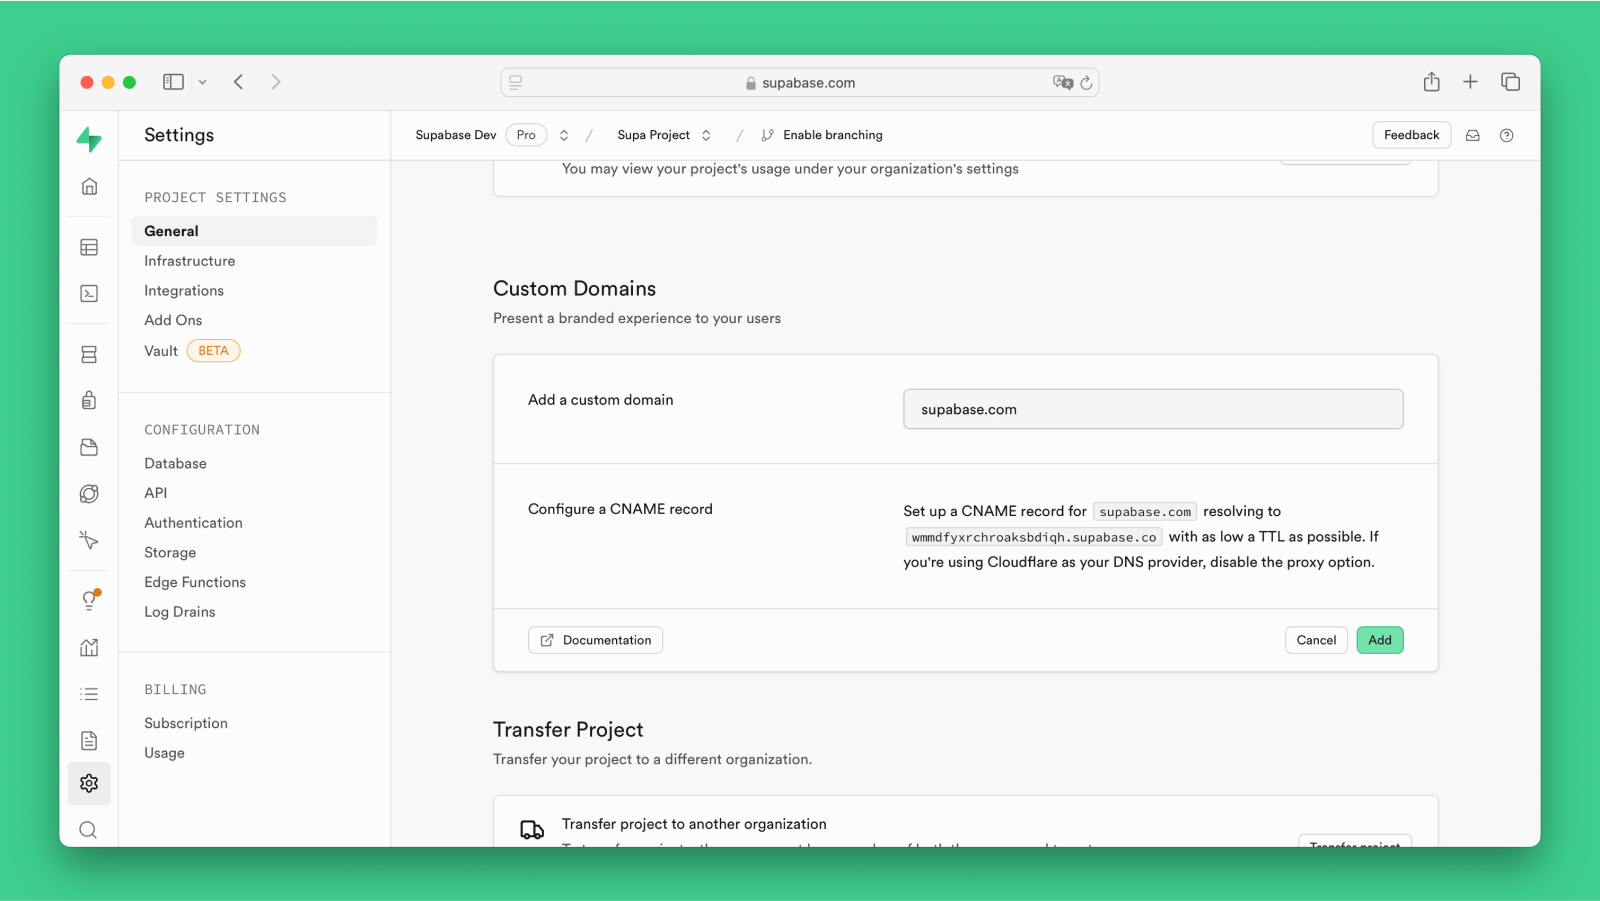 supabase.com
Settings
Supabase Dev Pro / Supa Project / Enable branching
Feedback
PROJECT SETTINGS
General
Infrastructure
Integrations
Add Ons
Vault BETA
CONFIGURATION
Database
API
Authentication
Storage
Edge Functions
Log Drains
BILLING
Subscription
Usage
You may view your project's usage under your organization's settings
Custom Domains
Present a branded experience to your users
Add a custom domain
supabase.com
Configure a CNAME record
Set up a CNAME record for supabase.com resolving to
wmmdfyxrchroaksbdiqh.supabase.co with as low a TTL as possible. If
you're using Cloudflare as your DNS provider, disable the proxy option.
Documentation
Cancel
Add
Transfer Project
Transfer your project to a different organization.
Transfer project to another organization
Transfer project